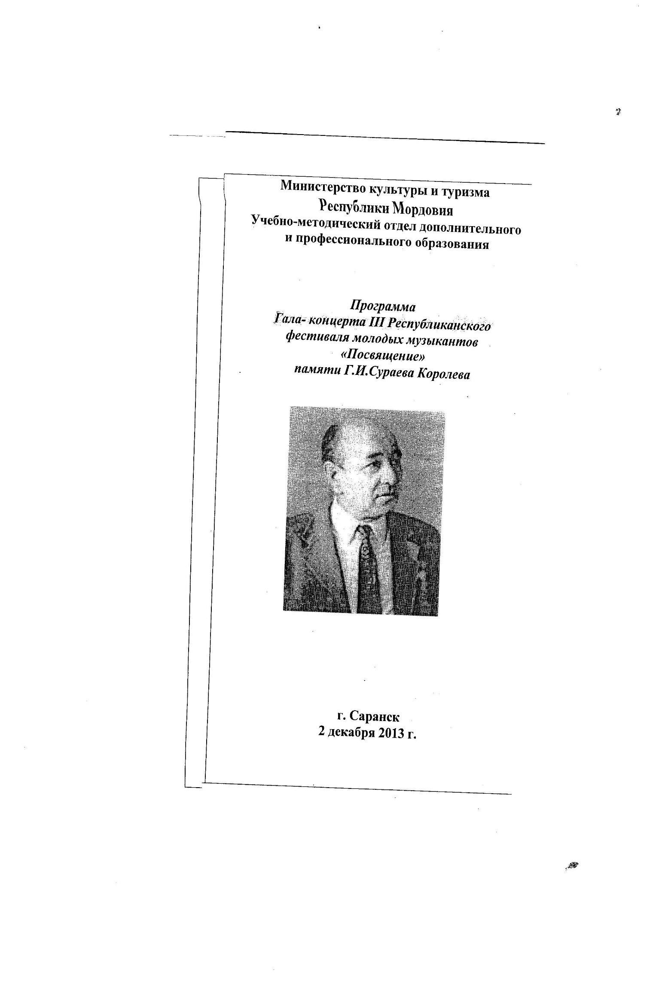 Министерство культуры и туризма
Республики Мордовия
Учебно-методический отдел дополнительного
и профессионального образования
Программа
Гала- концерта III Республиканского
фестиваля молодых музыкантов
«Посвящение»
памяти Г.И.Сураева Королева
г. Саранск
2 декабря 2013 г.